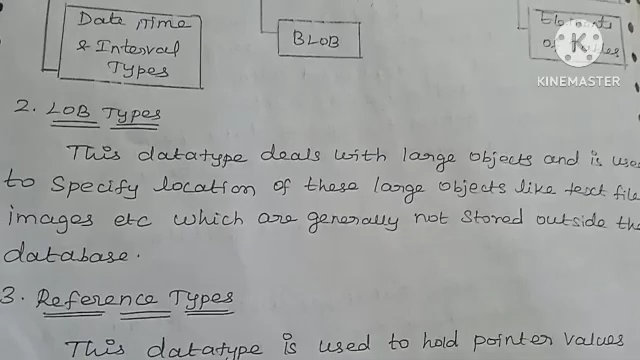 Date, Time
& Interval
Types
BLOB
KINEMASTER
2. LOB Types
This datatype deals with large objects and is
to specify location of these large objects like text file
images etc which are generally not stored outside the
database.
3. Reference Types
This datatype is used to hold pointer values